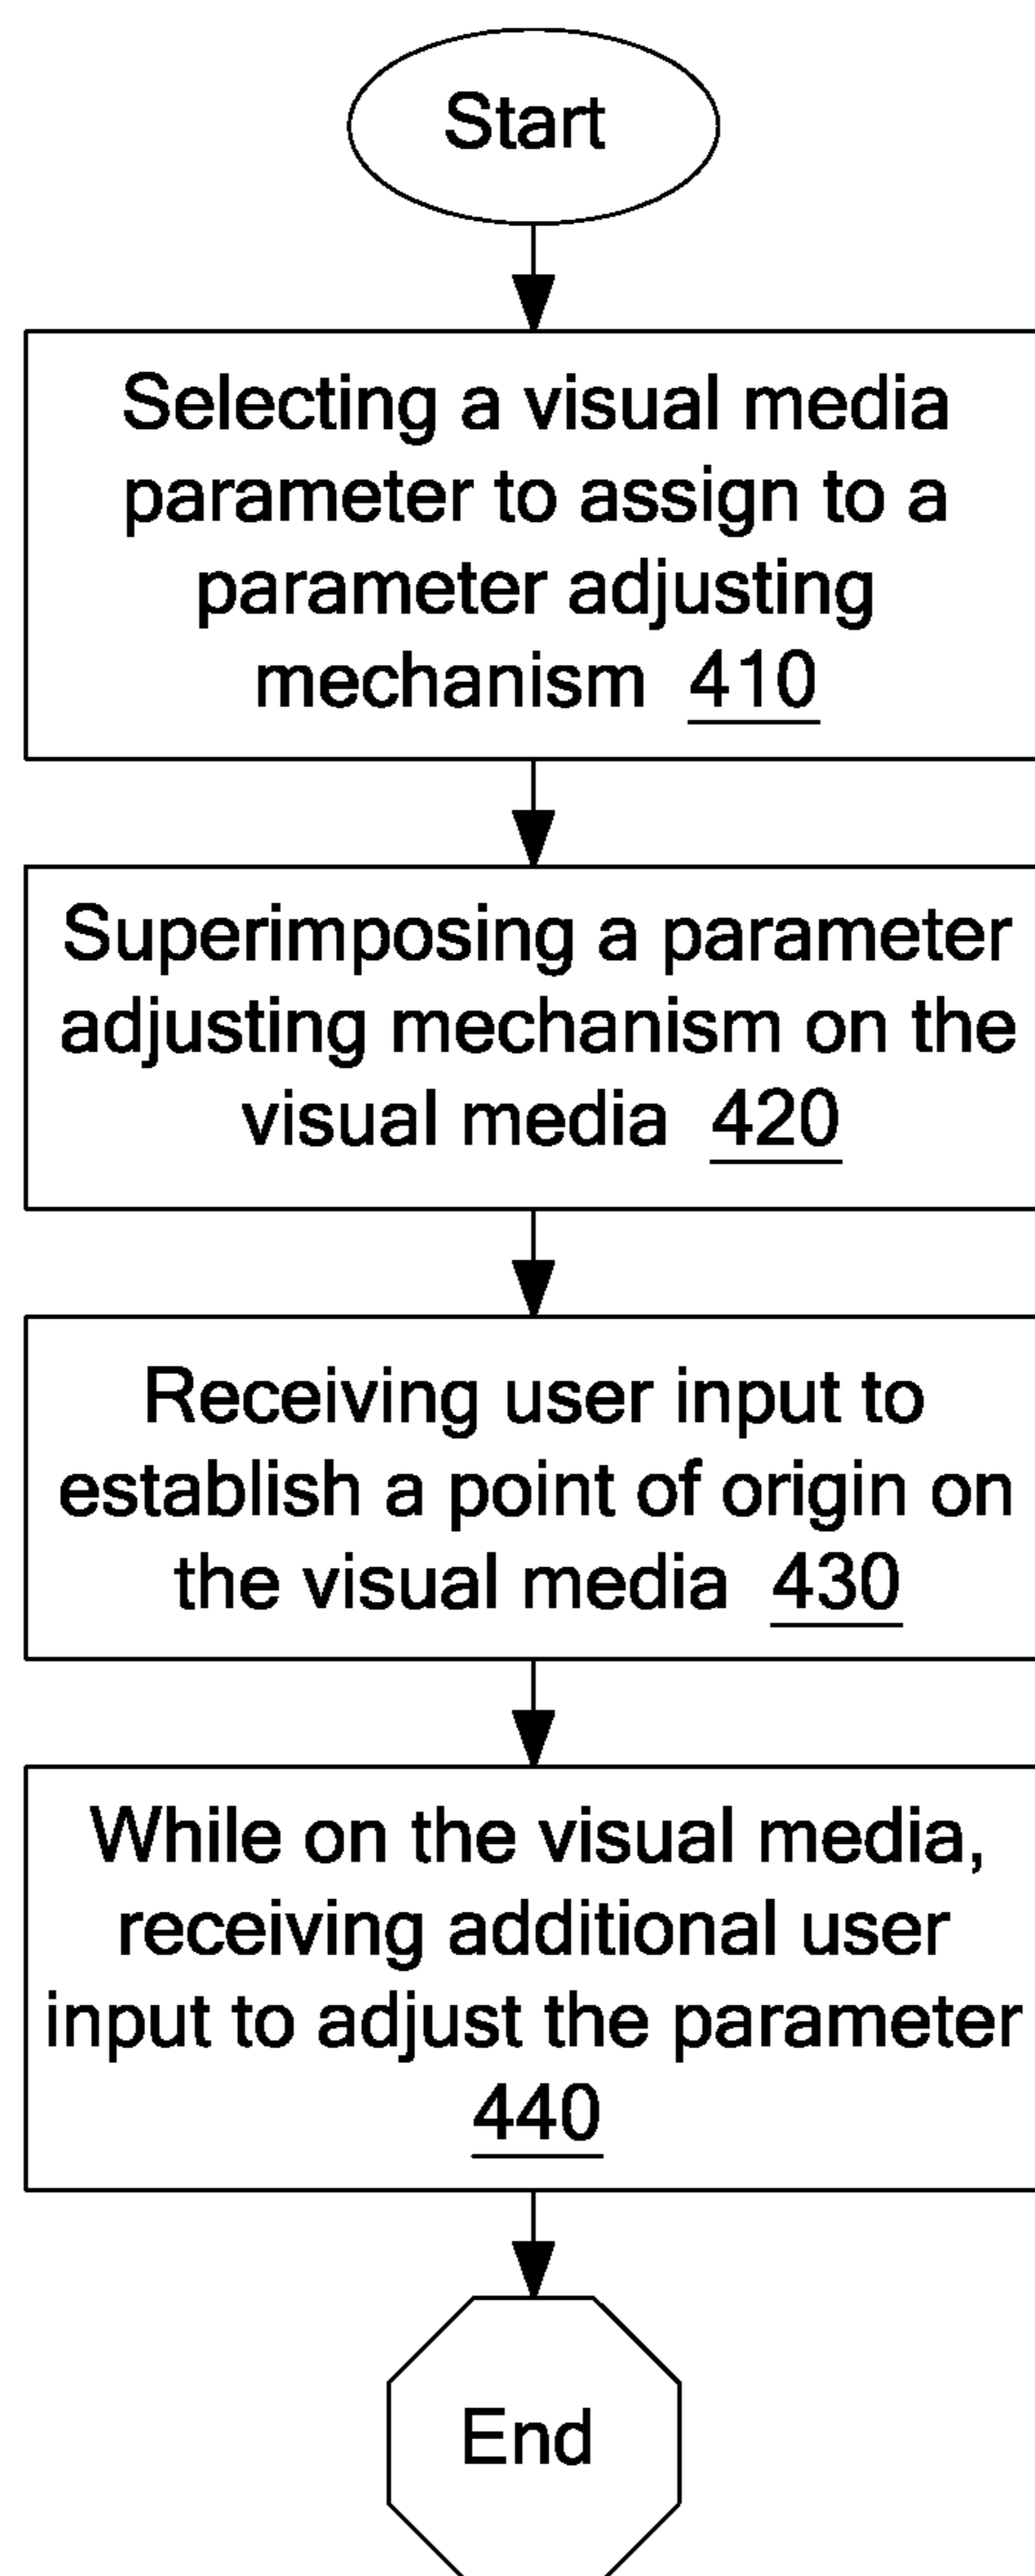 Start
Selecting a visual media
parameter to assign to a
parameter adjusting
mechanism 410
Superimposing a parameter
adjusting mechanism on the
visual media 420
Receiving user input to
establish a point of origin on
the visual media 430
While on the visual media,
receiving additional user
input to adjust the parameter
440
End